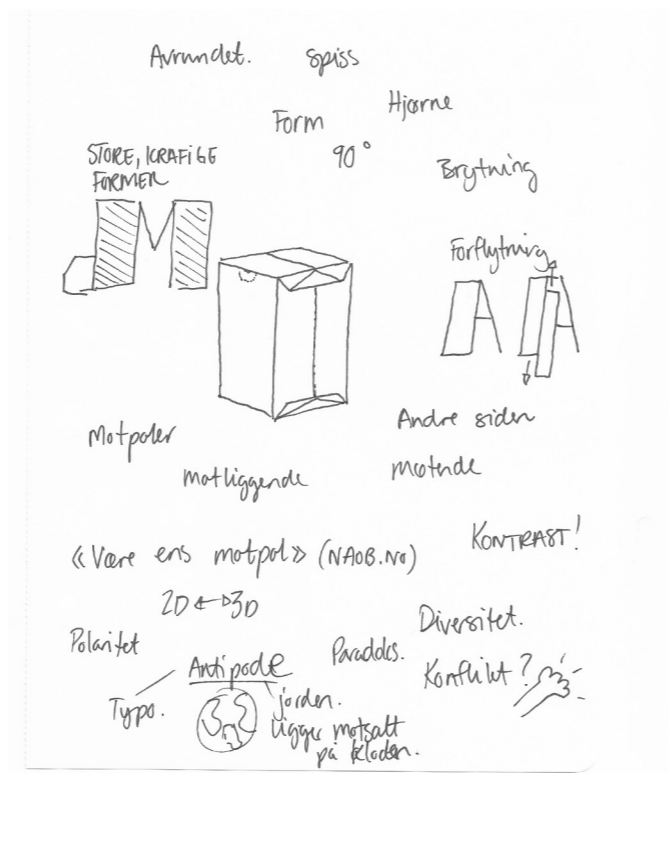 Avrundet. spiss
Hjørne
Form
90°
STORE, KRAFIGE
FORMER
Brytning
Forflytning
M
A A
Andre siden
Motpoler
motliggende
møtende
KONTRAST!
«Være ens motpol» (NAOB.NO)
2D ↔ 3D
Diversitet.
Polaritet
Paradoks.
Antipode
Konflikt?
Typo.
jorden.
ligger motsatt
på kloden.